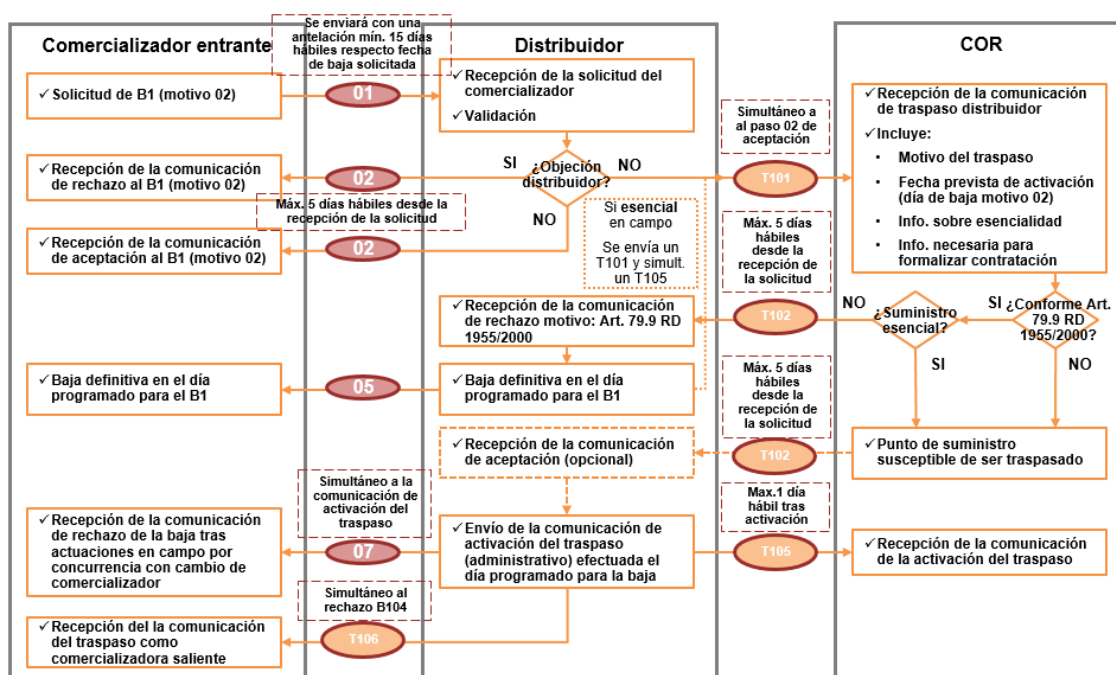 Se enviará con una
antelación mín. 15 días
hábiles respecto fecha
de baja solicitada
Comercializador entrante
Distribuidor
COR
✓ Solicitud de B1 (motivo 02)
01
✓ Recepción de la solicitud del
comercializador
✓ Validación
Simultáneo a
al paso 02 de
aceptación
✓ Recepción de la comunicación
de traspaso distribuidor
✓ Incluye:
• Motivo del traspaso
• Fecha prevista de activación
(día de baja motivo 02)
• Info. sobre esencialidad
• Info. necesaria para
formalizar contratación
✓ Recepción de la comunicación
de rechazo al B1 (motivo 02)
02
SI
¿Objeción
distribuidor?
NO
T101
Máx. 5 días hábiles desde la
recepción de la solicitud
NO
✓ Recepción de la comunicación
de aceptación al B1 (motivo 02)
02
Si esencial
en campo
Se envía un
T101 y simult.
un T105
Máx. 5 días
hábiles
desde la
recepción de
la solicitud
✓ Recepción de la comunicación
de rechazo motivo: Art. 79.9 RD
1955/2000
T102
NO
¿Suministro
esencial?
SI
¿Conforme Art.
79.9 RD
1955/2000?
SI
NO
✓ Baja definitiva en el día
programado para el B1
05
✓ Baja definitiva en el día
programado para el B1
Máx. 5 días
hábiles
desde la
recepción de
la solicitud
✓ Recepción de la comunicación
de aceptación (opcional)
T102
✓ Punto de suministro
susceptible de ser traspasado
Simultáneo a la
comunicación de
activación del
traspaso
Max.1 día
hábil tras
activación
✓ Recepción de la comunicación
de rechazo de la baja tras
actuaciones en campo por
concurrencia con cambio de
comercializador
07
✓ Envío de la comunicación de
activación del traspaso
(administrativo) efectuada el
día programado para la baja
T105
✓ Recepción de la comunicación
de la activación del traspaso
Simultáneo al
rechazo B104
✓ Recepción del la comunicación
del traspaso como
comercializadora saliente
T106